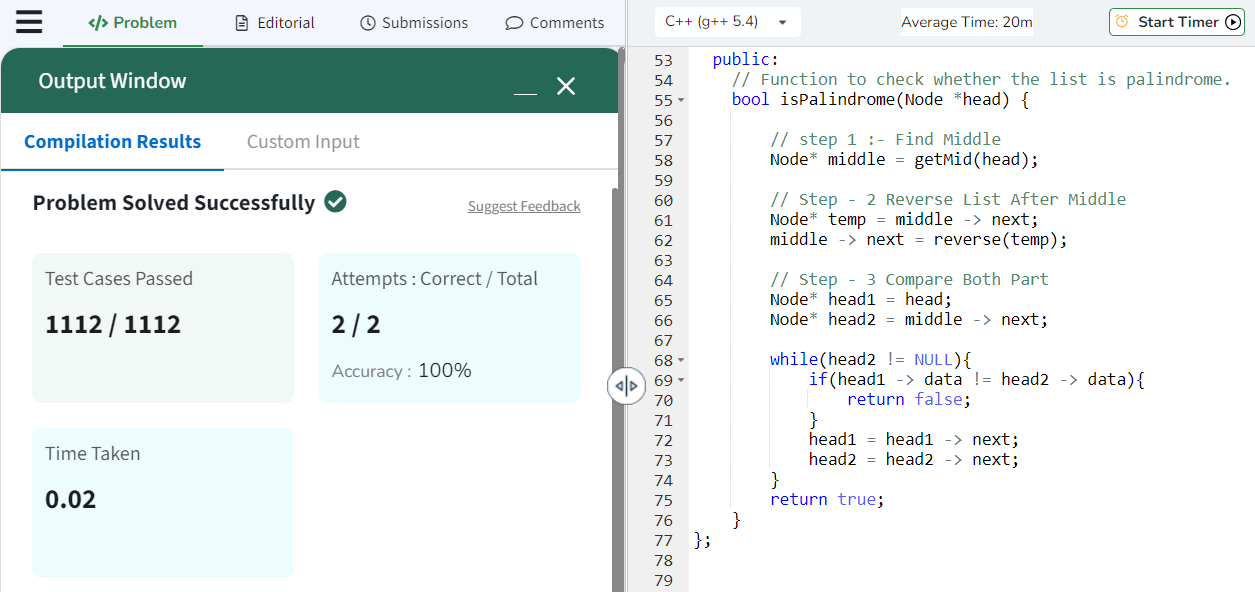 </> Problem
Editorial
Submissions
Comments
Output Window
Compilation Results
Custom Input
Problem Solved Successfully
Suggest Feedback
Test Cases Passed
1112 / 1112
Attempts : Correct / Total
2 / 2
Accuracy : 100%
Time Taken
0.02
C++ (g++ 5.4)
Average Time: 20m
Start Timer
53 public:
54 // Function to check whether the list is palindrome.
55 bool isPalindrome(Node *head) {
56
57 // step 1 :- Find Middle
58 Node* middle = getMid(head);
59
60 // Step - 2 Reverse List After Middle
61 Node* temp = middle -> next;
62 middle -> next = reverse(temp);
63
64 // Step - 3 Compare Both Part
65 Node* head1 = head;
66 Node* head2 = middle -> next;
67
68 while(head2 != NULL){
69 if(head1 -> data != head2 -> data){
70 return false;
71 }
72 head1 = head1 -> next;
73 head2 = head2 -> next;
74 }
75 return true;
76 }
77 };
78
79